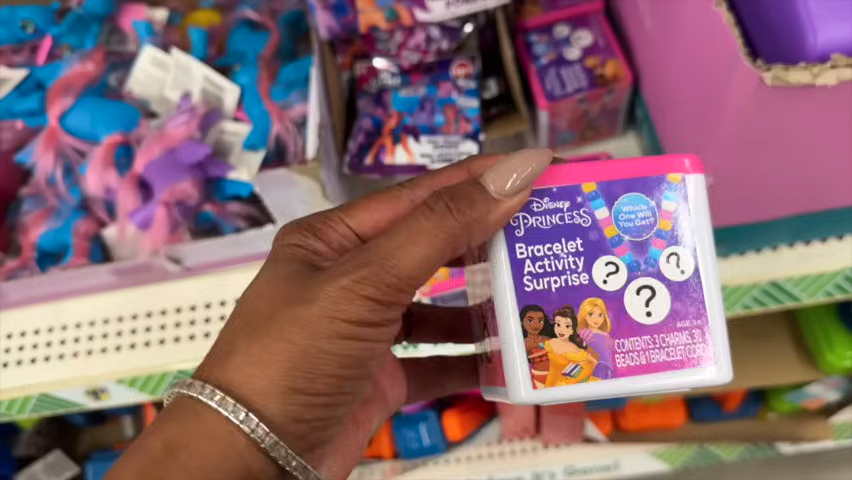 Disney
PRINCESS
Which
One Will
You Get?
Bracelet
Activity
Surprise
?
?
?
AGE 3+
CONTENTS: 3 CHARMS, 30
BEADS & 1 BRACELET CORD